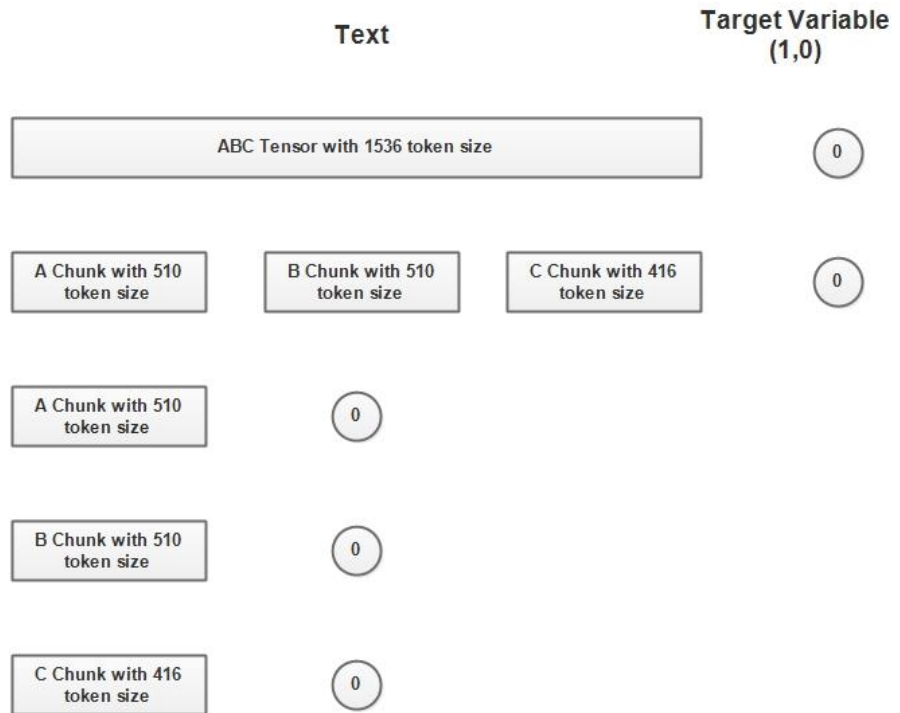 Text
Target Variable
(1,0)
ABC Tensor with 1536 token size
0
A Chunk with 510
token size
B Chunk with 510
token size
C Chunk with 416
token size
0
A Chunk with 510
token size
0
B Chunk with 510
token size
0
C Chunk with 416
token size
0